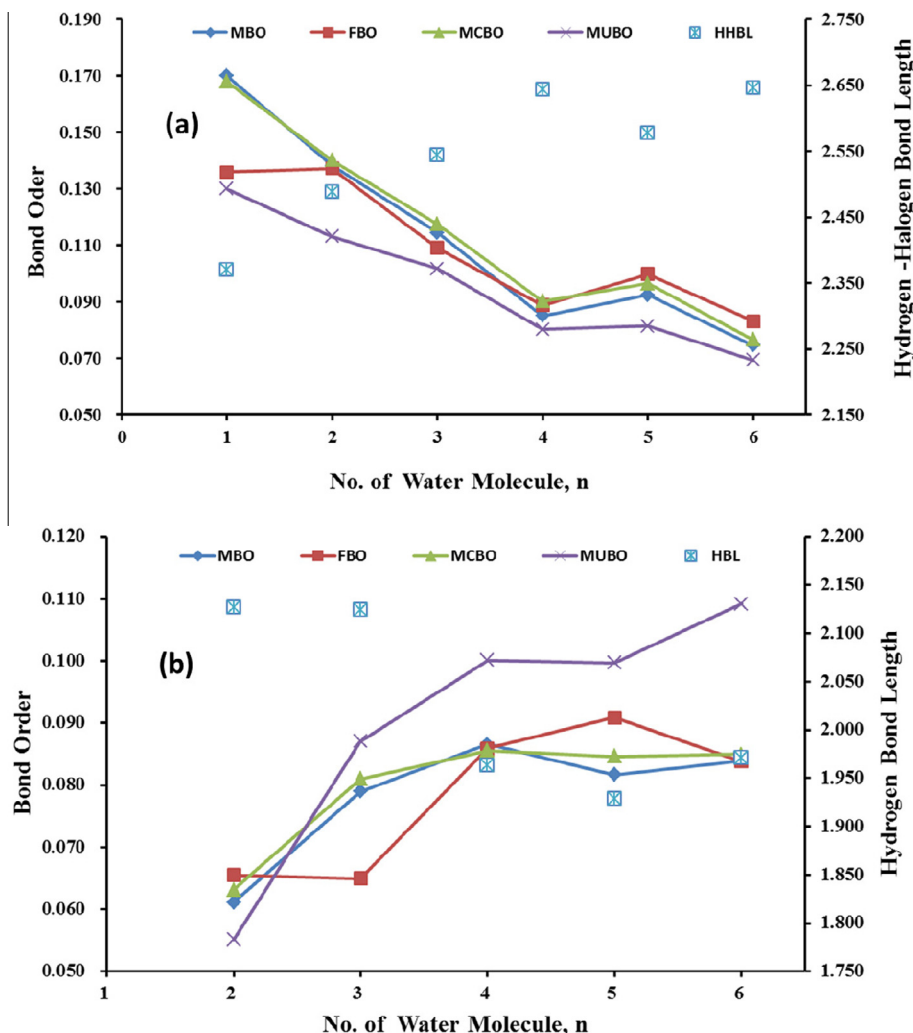 0.190
0.170
0.150
0.130
0.110
0.090
0.070
0.050
Bond Oder
MBO FBO MCBO MUBO HHBL
(a)
2.750
2.650
2.550
2.450
2.350
2.250
2.150
Hydrogen -Halogen Bond Length
0 1 2 3 4 5 6
No. of Water Molecule, n
0.120
0.110
0.100
0.090
0.080
0.070
0.060
0.050
Bond Order
MBO FBO MCBO MUBO HBL
(b)
2.200
2.150
2.100
2.050
2.000
1.950
1.900
1.850
1.800
1.750
Hydrogen Bond Length
1 2 3 4 5 6
No. of Water Molecule, n